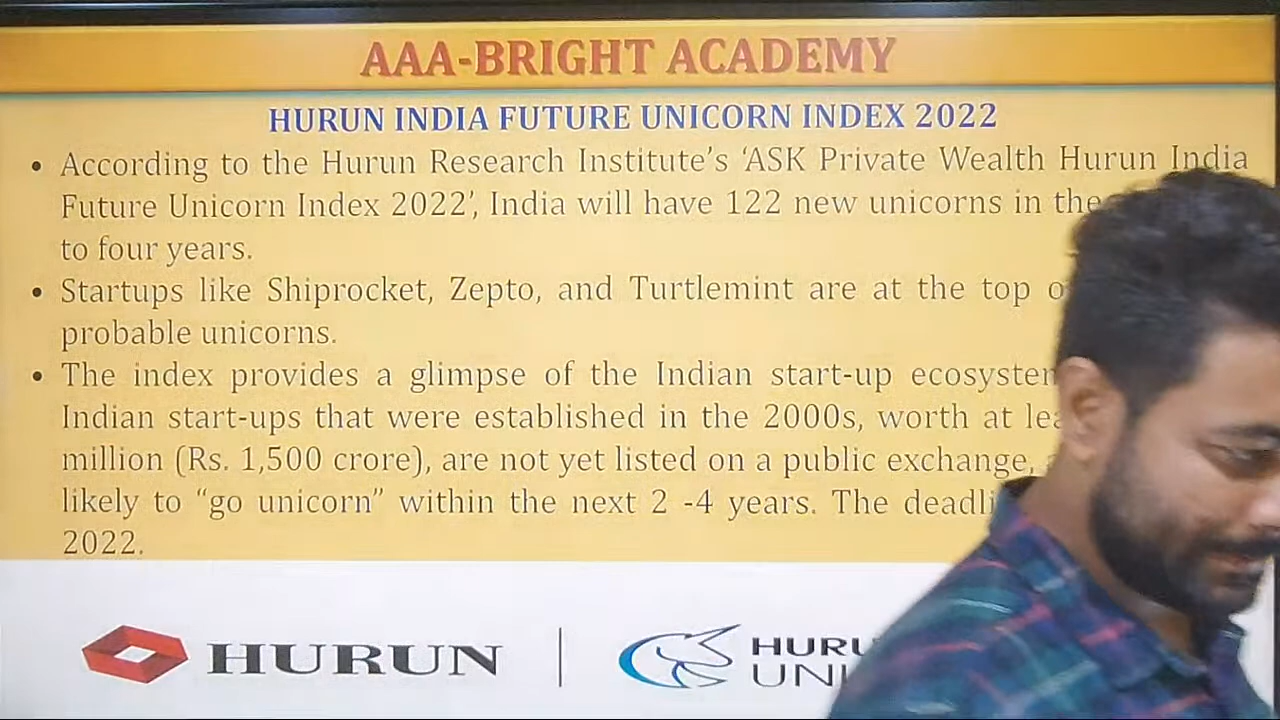 AAA-BRIGHT ACADEMY
HURUN INDIA FUTURE UNICORN INDEX 2022
• According to the Hurun Research Institute’s ‘ASK Private Wealth Hurun India
Future Unicorn Index 2022’, India will have 122 new unicorns in the
to four years.
• Startups like Shiprocket, Zepto, and Turtlemint are at the top
probable unicorns.
• The index provides a glimpse of the Indian start-up
Indian start-ups that were established in the 2000s, worth at
million (Rs. 1,500 crore), are not yet listed on a public exchange,
likely to “go unicorn” within the next 2 -4 years. The
2022.
HURUN